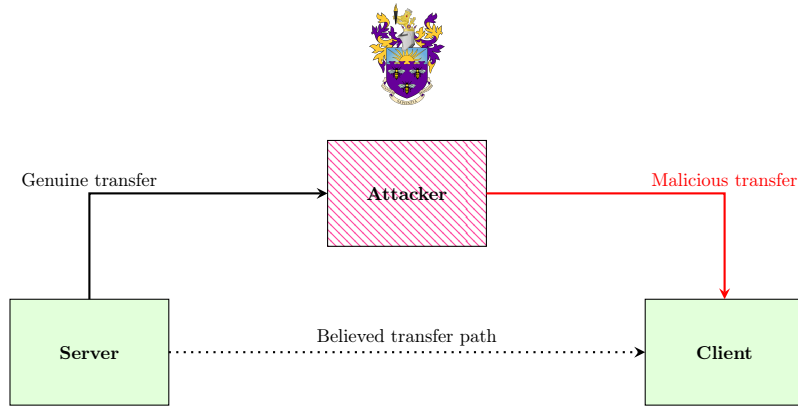 Attacker
Genuine transfer
Malicious transfer
Server
Believed transfer path
Client